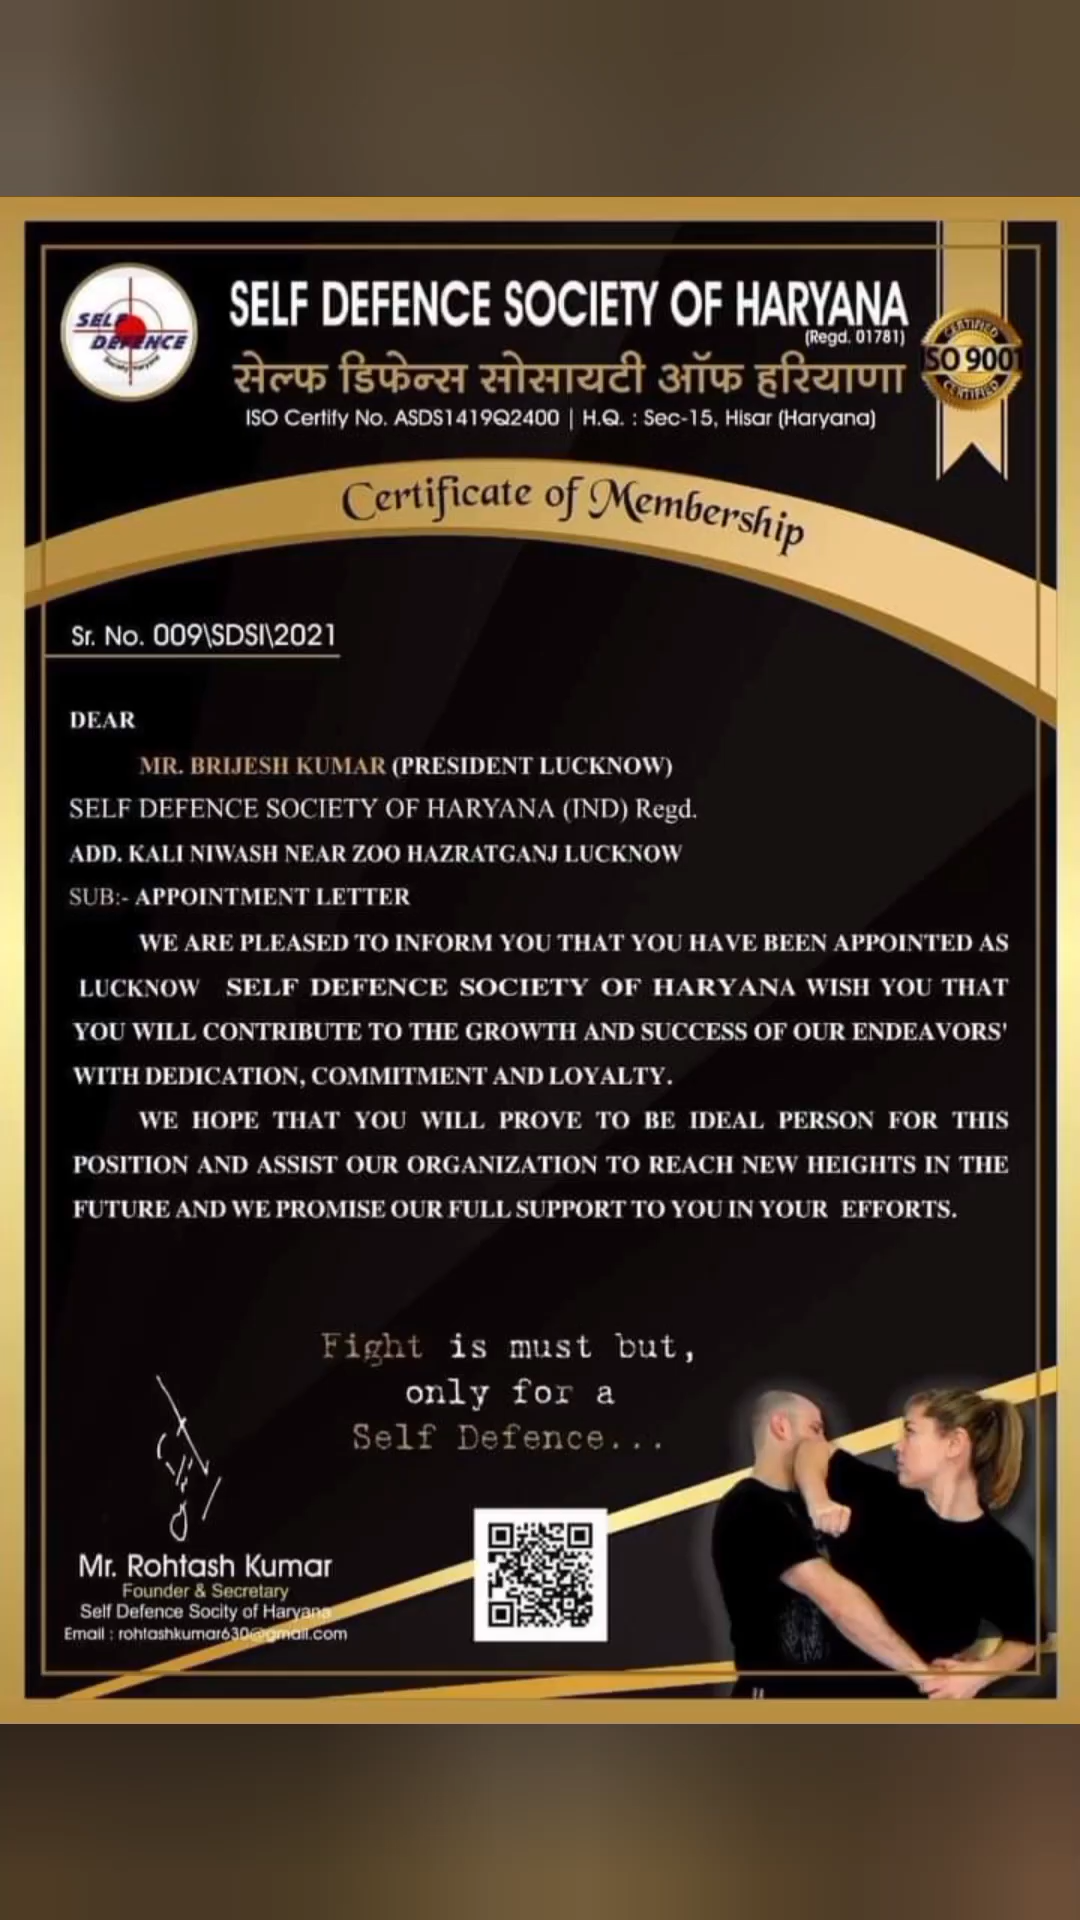 SELF DEFENCE
Society Haryana
SELF DEFENCE SOCIETY OF HARYANA
(Regd. 01781)
सेल्फ डिफेन्स सोसायटी ऑफ हरियाणा
ISO Certify No. ASDS1419Q2400 | H.Q. : Sec-15, Hisar (Haryana)
CERTIFIED
ISO 9001
CERTIFIED
Certificate of Membership
Sr. No. 009\SDSI\2021
DEAR
MR. BRIJESH KUMAR (PRESIDENT LUCKNOW)
SELF DEFENCE SOCIETY OF HARYANA (IND) Regd.
ADD. KALI NIWASH NEAR ZOO HAZRATGANJ LUCKNOW
SUB:- APPOINTMENT LETTER
WE ARE PLEASED TO INFORM YOU THAT YOU HAVE BEEN APPOINTED AS
LUCKNOW SELF DEFENCE SOCIETY OF HARYANA WISH YOU THAT
YOU WILL CONTRIBUTE TO THE GROWTH AND SUCCESS OF OUR ENDEAVORS'
WITH DEDICATION, COMMITMENT AND LOYALTY.
WE HOPE THAT YOU WILL PROVE TO BE IDEAL PERSON FOR THIS
POSITION AND ASSIST OUR ORGANIZATION TO REACH NEW HEIGHTS IN THE
FUTURE AND WE PROMISE OUR FULL SUPPORT TO YOU IN YOUR EFFORTS.
Fight is must but,
only for a
Self Defence...
Mr. Rohtash Kumar
Founder & Secretary
Self Defence Socity of Haryana
Email : rohtashkumar630@gmail.com